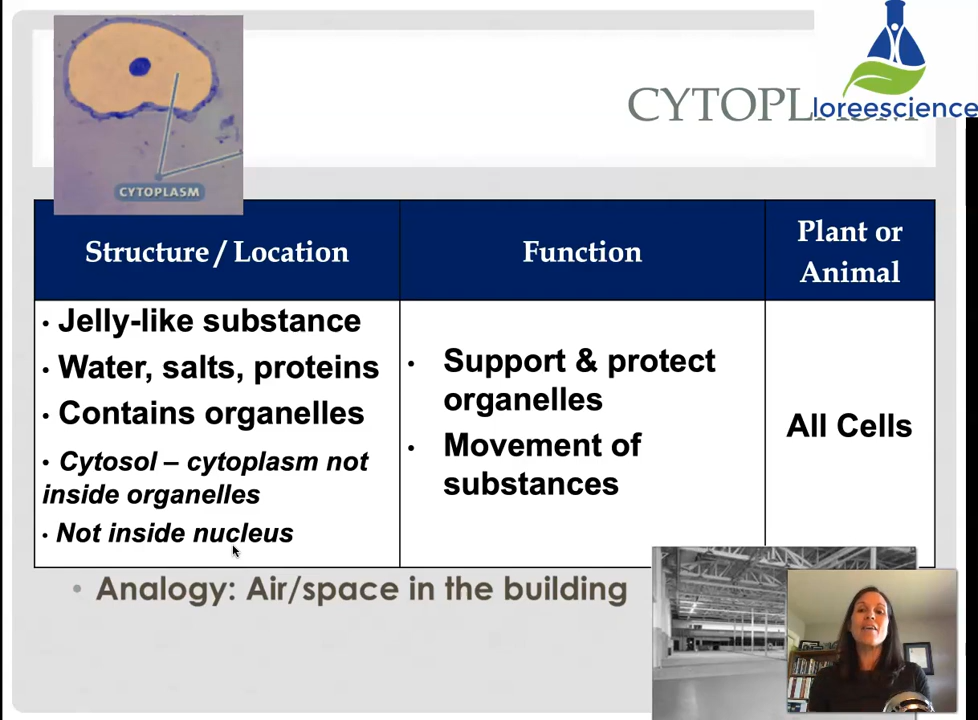 CYTOPLASM
loreescience
CYTOPLASM
Structure / Location
Function
Plant or
Animal
• Jelly-like substance
• Water, salts, proteins
• Contains organelles
• Cytosol – cytoplasm not
inside organelles
• Not inside nucleus
• Support & protect
organelles
• Movement of
substances
All Cells
• Analogy: Air/space in the building